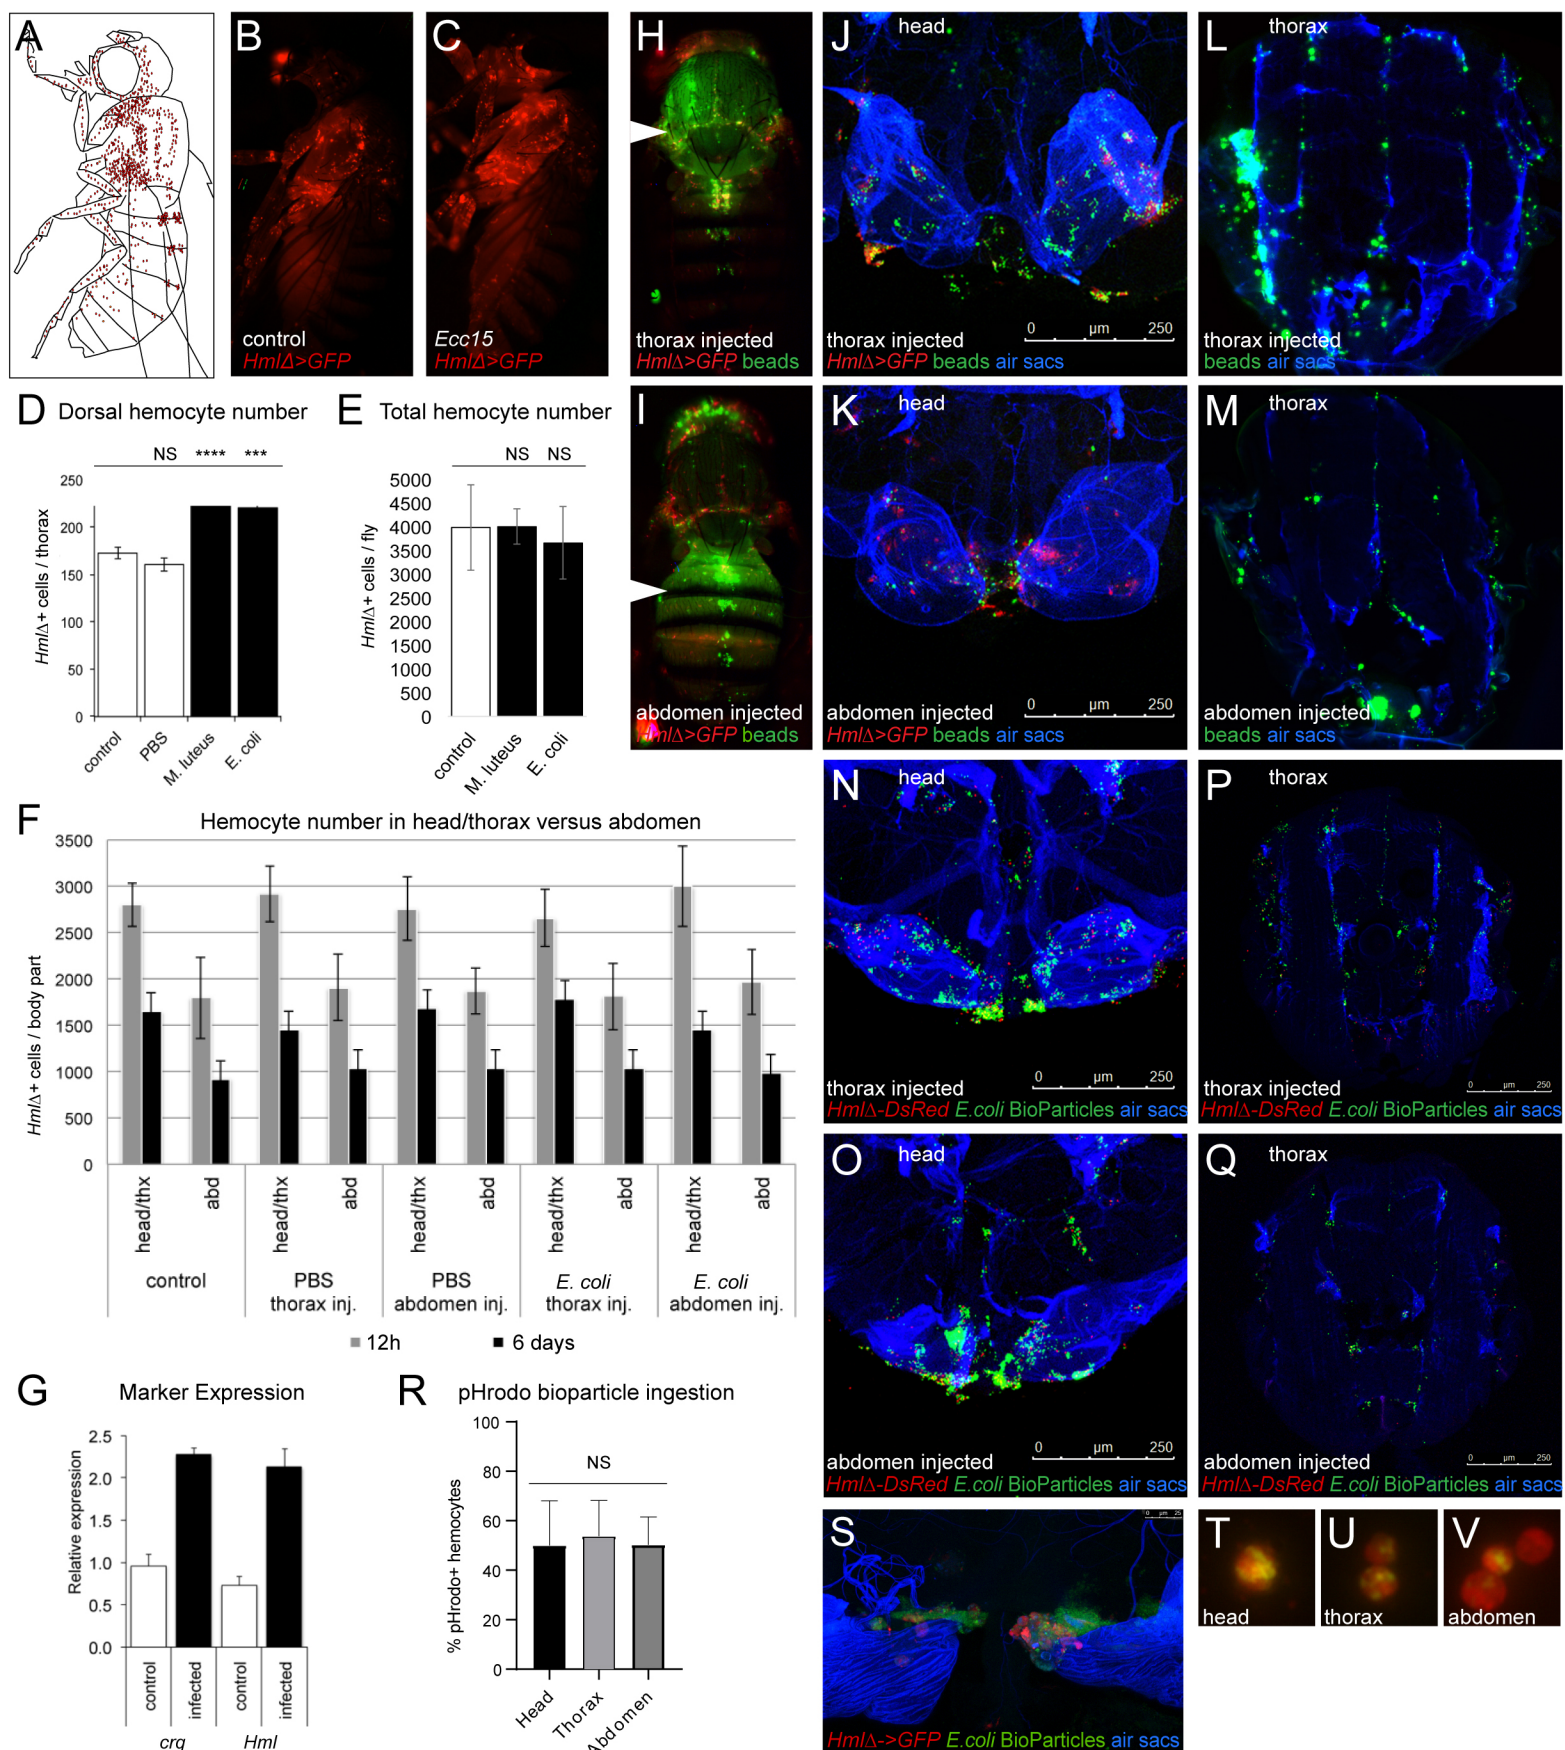 A
B
control
HmlΔ>GFP
C
Ecc15
HmlΔ>GFP
H
thorax injected
HmlΔ>GFP beads
J
head
0 µm 250
thorax injected
HmlΔ>GFP beads air sacs
L
thorax
thorax injected
beads air sacs
D Dorsal hemocyte number
NS **** ***
HmlΔ+ cells / thorax
250
200
150
100
50
0
control
PBS
M. luteus
E. coli
E Total hemocyte number
NS NS
HmlΔ+ cells / fly
5000
4500
4000
3500
3000
2500
2000
1500
1000
500
0
control
M. luteus
E. coli
I
abdomen injected
HmlΔ>GFP beads
K
head
0 µm 250
abdomen injected
HmlΔ>GFP beads air sacs
M
thorax
abdomen injected
beads air sacs
F Hemocyte number in head/thorax versus abdomen
HmlΔ+ cells / body part
3500
3000
2500
2000
1500
1000
500
0
head/thx abd head/thx abd head/thx abd head/thx abd head/thx abd
control PBS PBS E. coli E. coli
thorax inj. abdomen inj. thorax inj. abdomen inj.
12h 6 days
N
head
0 µm 250
thorax injected
HmlΔ-DsRed E.coli BioParticles air sacs
P
thorax
0 µm 250
thorax injected
HmlΔ-DsRed E.coli BioParticles air sacs
O
head
0 µm 250
abdomen injected
HmlΔ-DsRed E.coli BioParticles air sacs
Q
thorax
0 µm 250
abdomen injected
HmlΔ-DsRed E.coli BioParticles air sacs
G Marker Expression
Relative expression
2.5
2.0
1.5
1.0
0.5
0.0
control infected control infected
crq Hml
R pHrodo bioparticle ingestion
NS
% pHrodo+ hemocytes
100
80
60
40
20
0
Head
Thorax
Abdomen
S
0 µm 25
HmlΔ->GFP E.coli BioParticles air sacs
T
head
U
thorax
V
abdomen